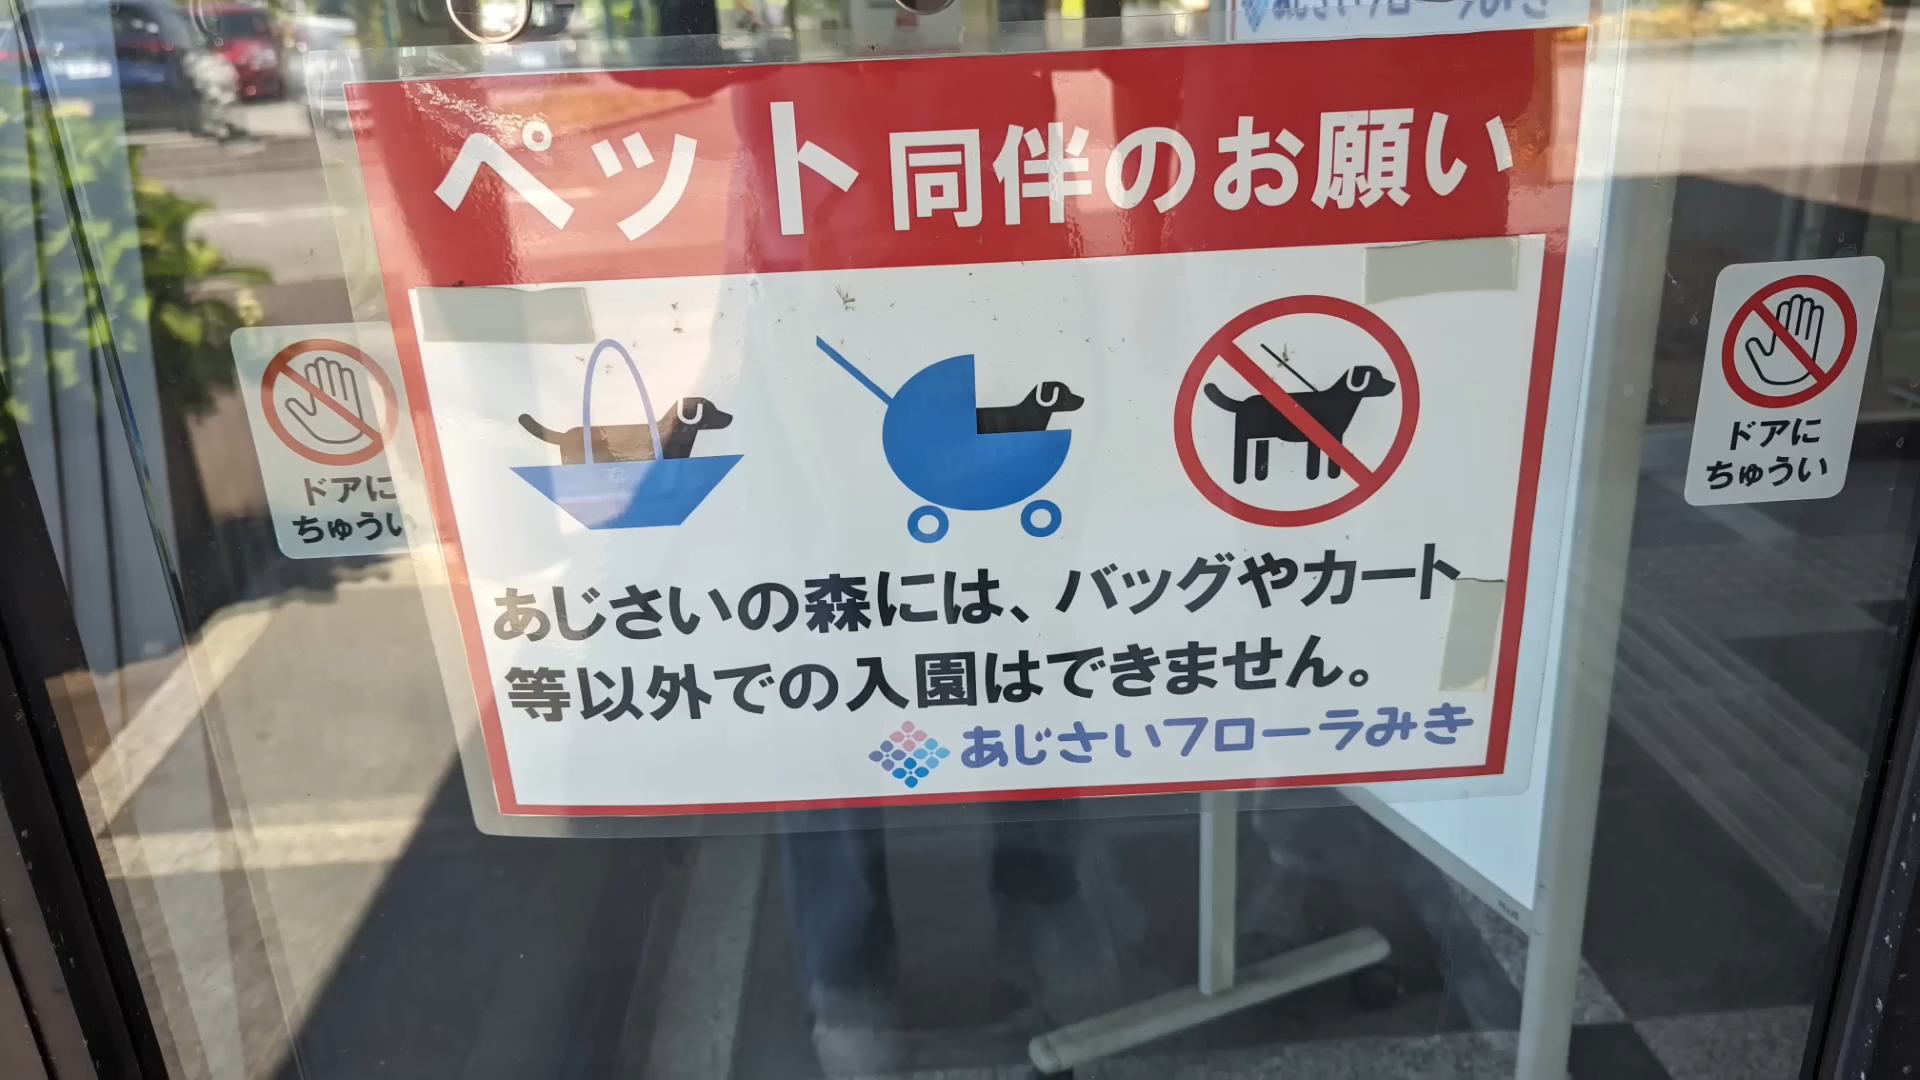 ペット同伴のお願い
あじさいの森には、バッグやカート
等以外での入園はできません。
あじさいフローラみき
ドアに
ちゅうい
ドアに
ちゅうい